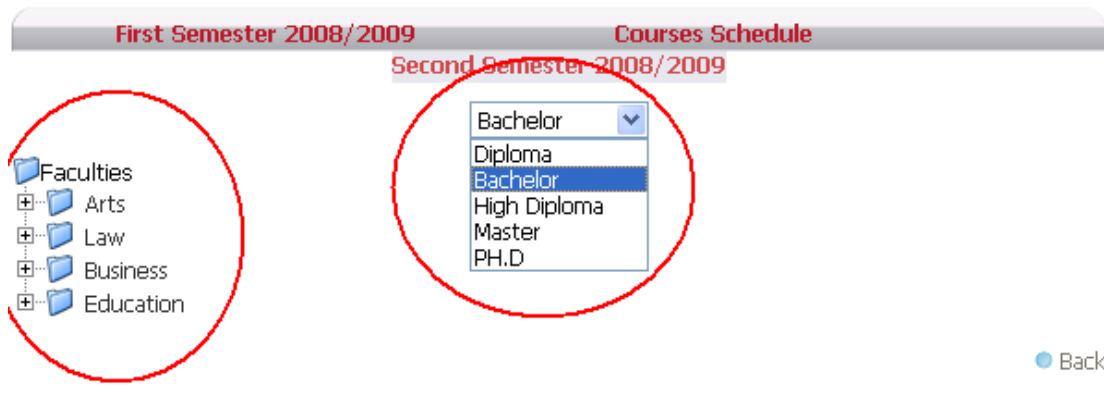 First Semester 2008/2009 Courses Schedule
Second Semester 2008/2009
Bachelor
Diploma
Bachelor
High Diploma
Master
PH.D
Faculties
Arts
Law
Business
Education
Back